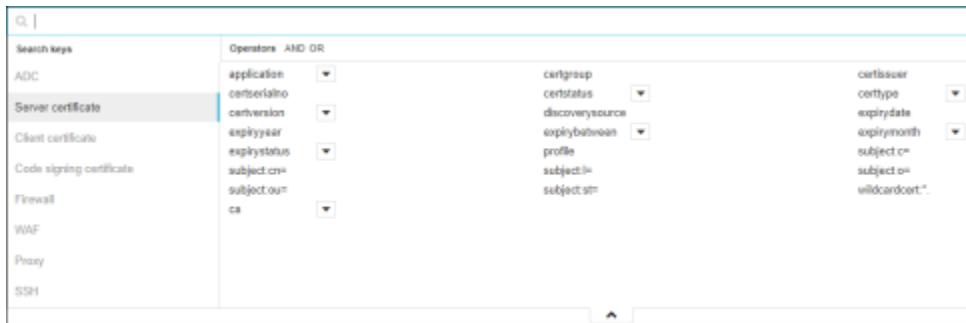 Search keys
Operators AND OR
ADC
Server certificate
Client certificate
Code signing certificate
Firewall
WAF
Proxy
SSH
application certgroup certissuer
certserialno certstatus certtype
certversion discoverysource expirydate
expiryyear expirybetween expirymonth
expirystatus profile subject:c=
subject:cn= subject:l= subject:o=
subject:ou= subject:st= wildcardcert:*.
ca